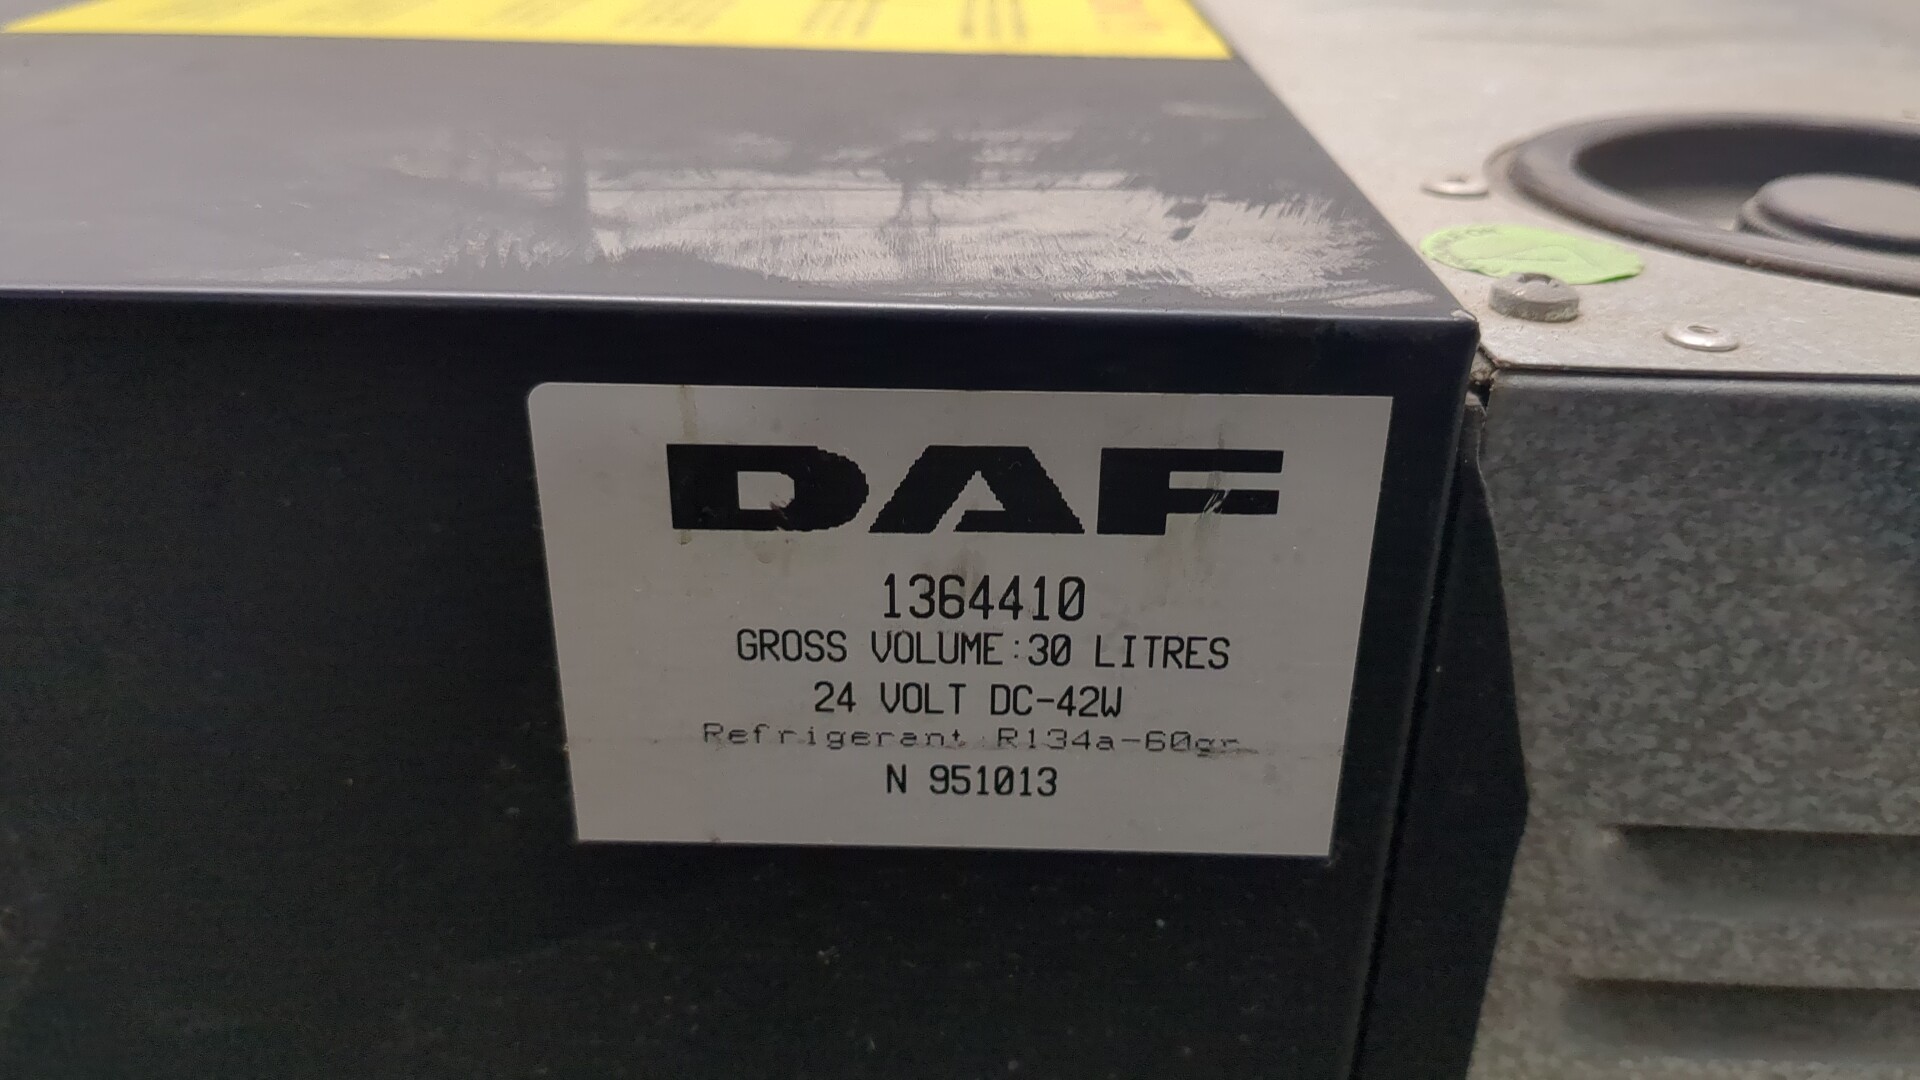 DAF
1364410
GROSS VOLUME:30 LITRES
24 VOLT DC-42W
Refrigerant R134a-60gr
N 951013